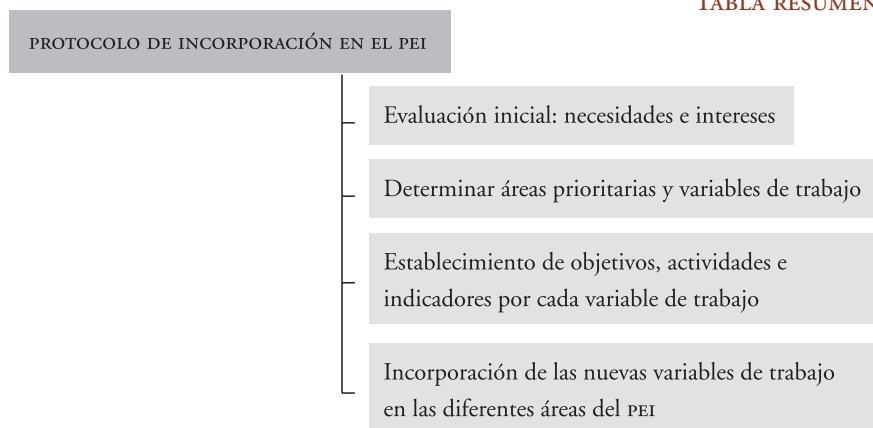 TABLA RESUMEN
PROTOCOLO DE INCORPORACIÓN EN EL PEI
Evaluación inicial: necesidades e intereses
Determinar áreas prioritarias y variables de trabajo
Establecimiento de objetivos, actividades e
indicadores por cada variable de trabajo
Incorporación de las nuevas variables de trabajo
en las diferentes áreas del PEI